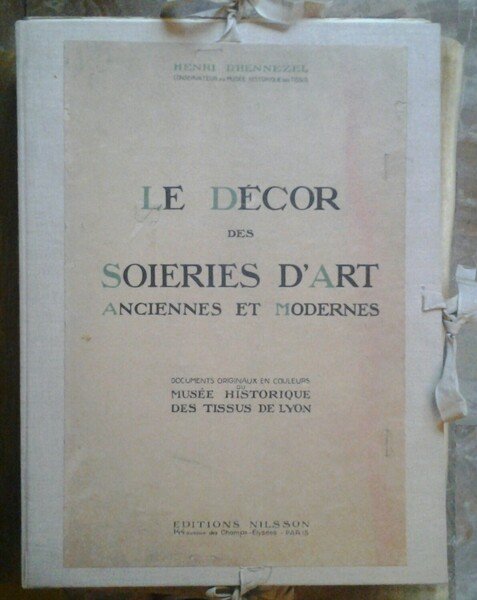 HENRI D'HENNEZEL
CONSERVATEUR DU MUSÉE HISTORIQUE DES TISSUS
LE DÉCOR
DES
SOIERIES D'ART
ANCIENNES ET MODERNES
DOCUMENTS ORIGINAUX EN COULEURS
DU
MUSÉE HISTORIQUE
DES TISSUS DE LYON
EDITIONS NILSSON
avenue des Champs-Elysées - PARIS